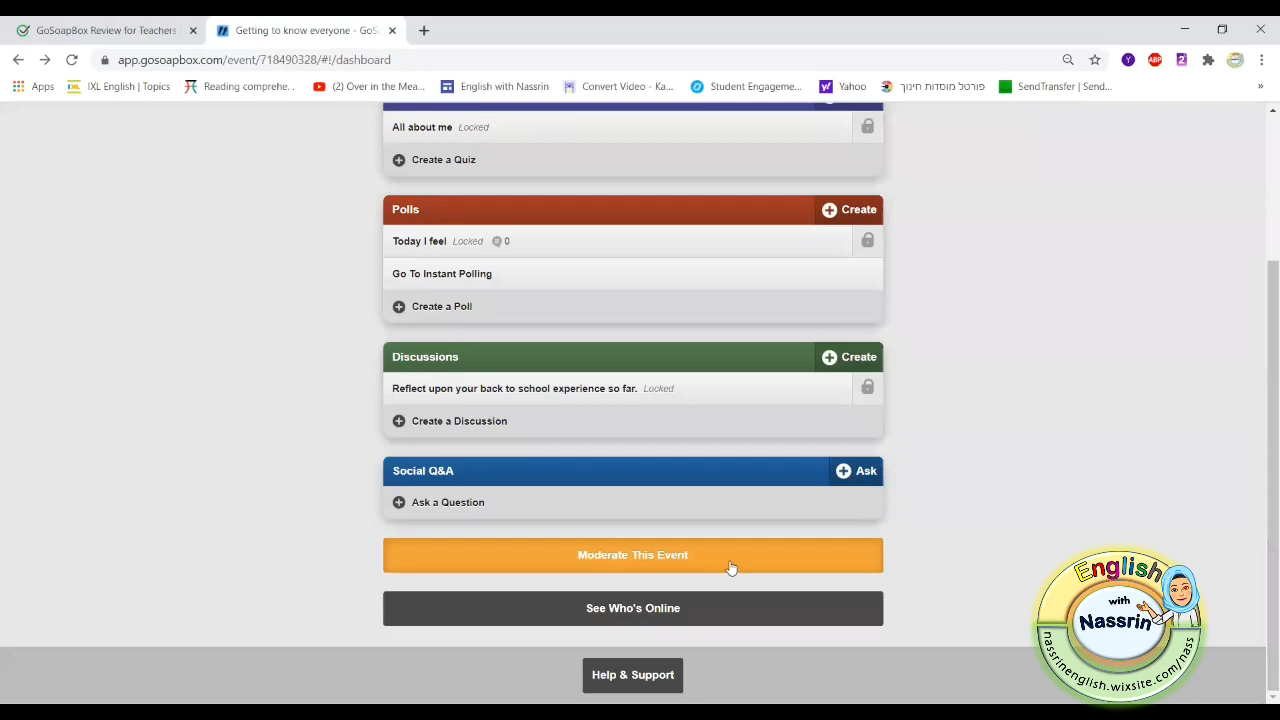 GoSoapBox Review for Teachers
Getting to know everyone - GoS
app.gosoapbox.com/event/718490328/#!/dashboard
Apps
IXL English | Topics
Reading comprehe...
(2) Over in the Mea...
English with Nassrin
Convert Video - Ka...
Student Engageme...
Yahoo
פורטל מוסדות חינוך
SendTransfer | Send...
»
All about me Locked
Create a Quiz
Polls
Create
Today I feel Locked 0
Go To Instant Polling
Create a Poll
Discussions
Create
Reflect upon your back to school experience so far. Locked
Create a Discussion
Social Q&A
Ask
Ask a Question
Moderate This Event
See Who's Online
Help & Support
English
with
Nassrin
nassrinenglish.wixsite.com/nass